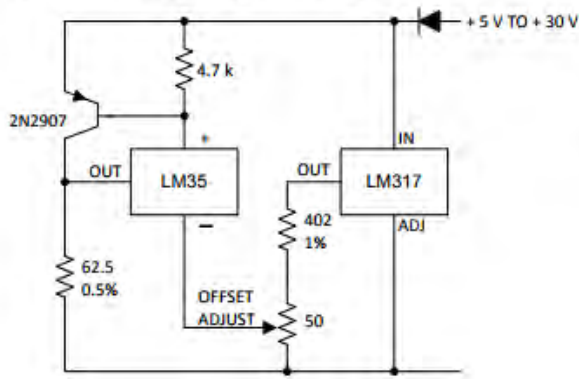 + 5 V TO + 30 V
4.7 k
2N2907
+
IN
OUT
LM35
OUT
LM317
−
402
1%
ADJ
62.5
0.5%
OFFSET
ADJUST
50